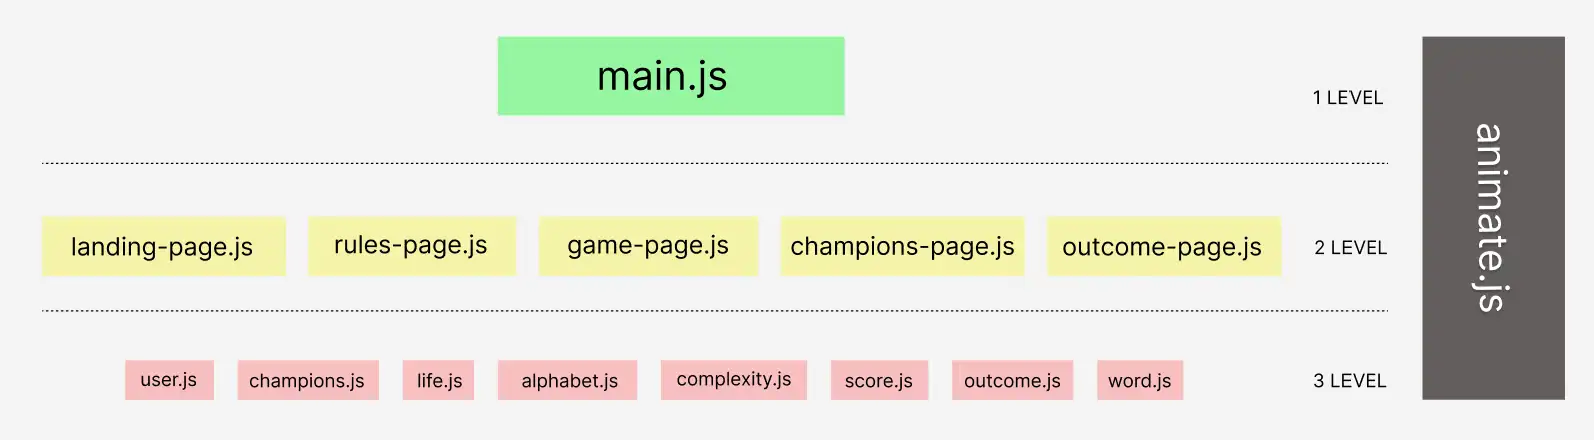 main.js
1 LEVEL
landing-page.js
rules-page.js
game-page.js
champions-page.js
outcome-page.js
2 LEVEL
user.js
champions.js
life.js
alphabet.js
complexity.js
score.js
outcome.js
word.js
3 LEVEL
animate.js